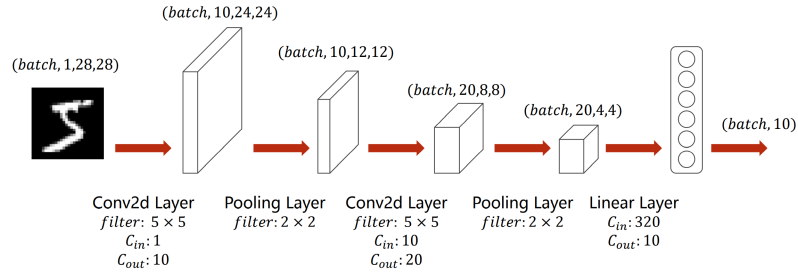 (batch, 1,28,28)
(batch, 10,24,24)
(batch, 10,12,12)
(batch, 20,8,8)
(batch, 20,4,4)
(batch, 10)
5
Conv2d Layer
filter: 5 × 5
C_in: 1
C_out: 10
Pooling Layer
filter: 2 × 2
Conv2d Layer
filter: 5 × 5
C_in: 10
C_out: 20
Pooling Layer
filter: 2 × 2
Linear Layer
C_in: 320
C_out: 10